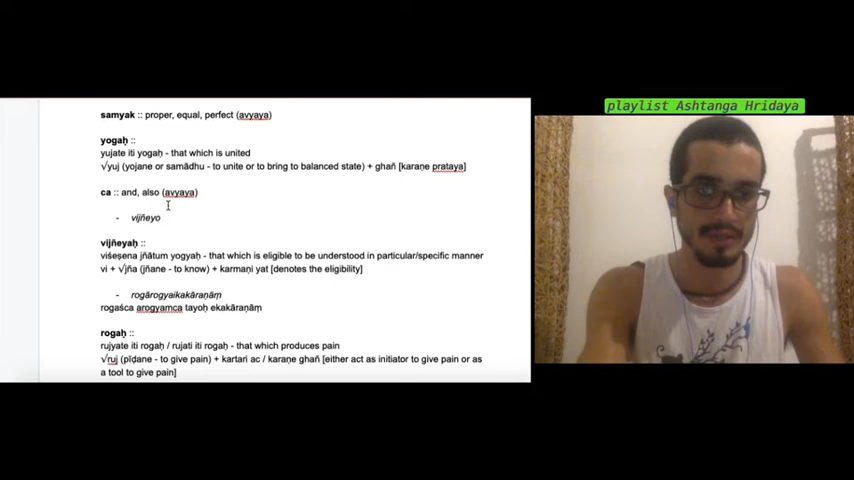 playlist Ashtanga Hridaya
samyak :: proper, equal, perfect (avyaya)
yogaḥ ::
yujate iti yogaḥ - that which is united
√yuj (yojane or samādhu - to unite or to bring to balanced state) + ghañ [karaṇe prataya]
ca :: and, also (avyaya)
- vijñeyo
vijñeyaḥ ::
viśeṣena jñātum yogyaḥ - that which is eligible to be understood in particular/specific manner
vi + √jña (jñane - to know) + karmaṇi yat [denotes the eligibility]
- rogārogyaikakāraṇāṃ
rogaśca arogyamca tayoḥ ekakāraṇāṃ
rogaḥ ::
rujyate iti rogaḥ / rujati iti rogaḥ - that which produces pain
√ruj (pīḍane - to give pain) + kartari ac / karaṇe ghañ [either act as initiator to give pain or as
a tool to give pain]